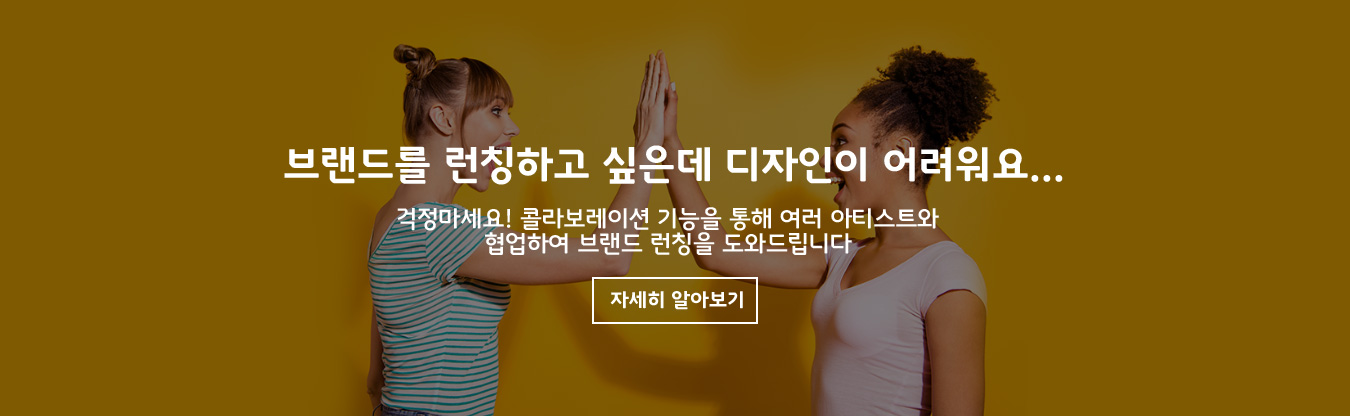 브랜드를 런칭하고 싶은데 디자인이 어려워요...
걱정마세요! 콜라보레이션 기능을 통해 여러 아티스트와
협업하여 브랜드 런칭을 도와드립니다
자세히 알아보기